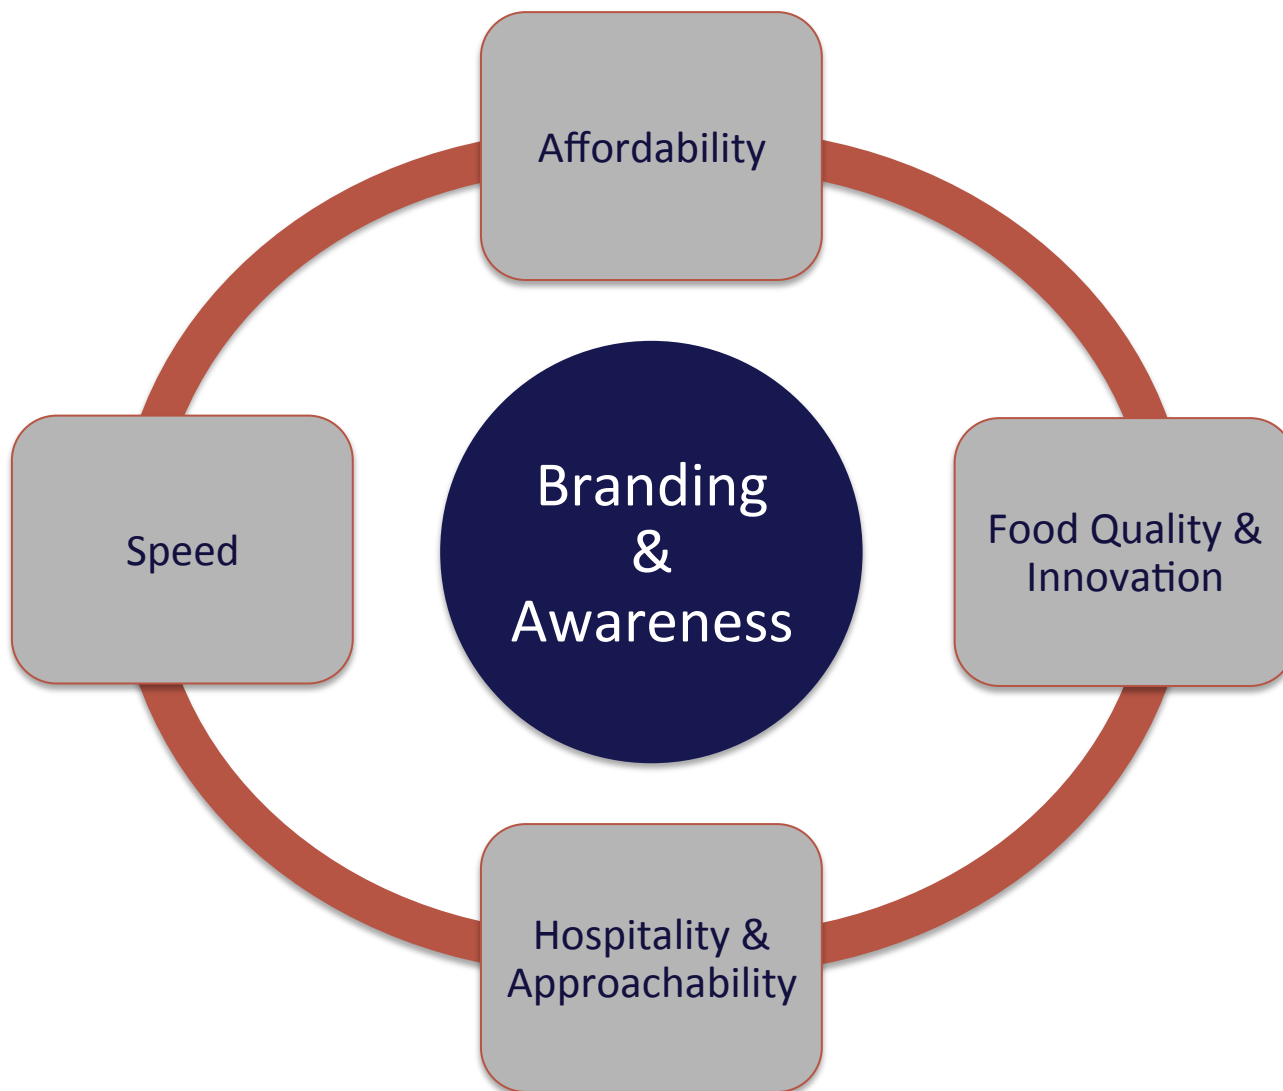 Affordability
Branding
&
Awareness
Speed
Food Quality &
Innovation
Hospitality &
Approachability